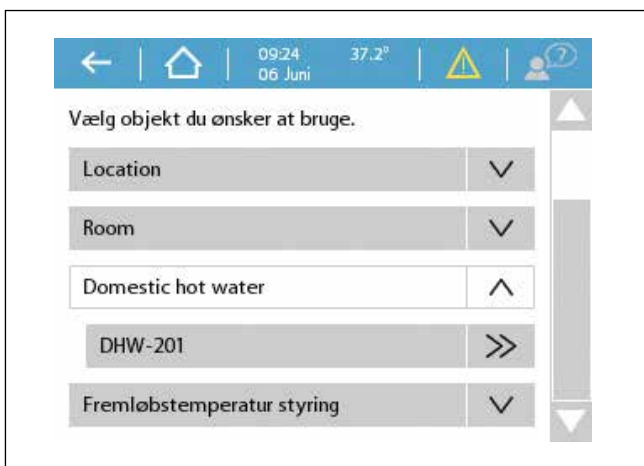 09:24 37.2°
06 Juni
?
Vælg objekt du ønsker at bruge.
Location
Room
Domestic hot water
DHW-201
Fremløbstemperatur styring